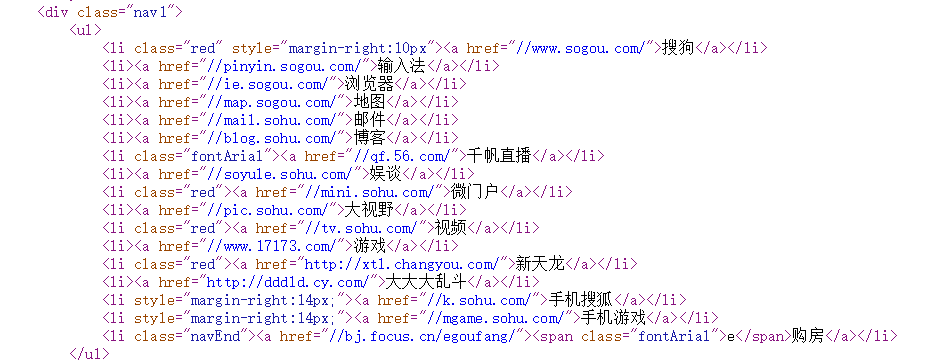 <div class="nav1">
<ul>
<li class="red" style="margin-right:10px"><a href="//www.sogou.com/">搜狗</a></li>
<li><a href="//pinyin.sogou.com/">输入法</a></li>
<li><a href="//ie.sogou.com/">浏览器</a></li>
<li><a href="//map.sogou.com/">地图</a></li>
<li><a href="//mail.sohu.com/">邮件</a></li>
<li><a href="//blog.sohu.com/">博客</a></li>
<li class="fontArial"><a href="//qf.56.com/">千帆直播</a></li>
<li><a href="//soyule.sohu.com/">娱谈</a></li>
<li class="red"><a href="//mini.sohu.com/">微门户</a></li>
<li><a href="//pic.sohu.com/">大视野</a></li>
<li class="red"><a href="//tv.sohu.com/">视频</a></li>
<li><a href="//www.17173.com/">游戏</a></li>
<li class="red"><a href="http://xtl.changyou.com/">新天龙</a></li>
<li><a href="http://dddld.cy.com/">大大大乱斗</a></li>
<li style="margin-right:14px;"><a href="//k.sohu.com/">手机搜狐</a></li>
<li style="margin-right:14px;"><a href="//mgame.sohu.com/">手机游戏</a></li>
<li class="navEnd"><a href="//bj.focus.cn/egoufang/"><span class="fontArial">e</span>购房</a></li>
</ul>